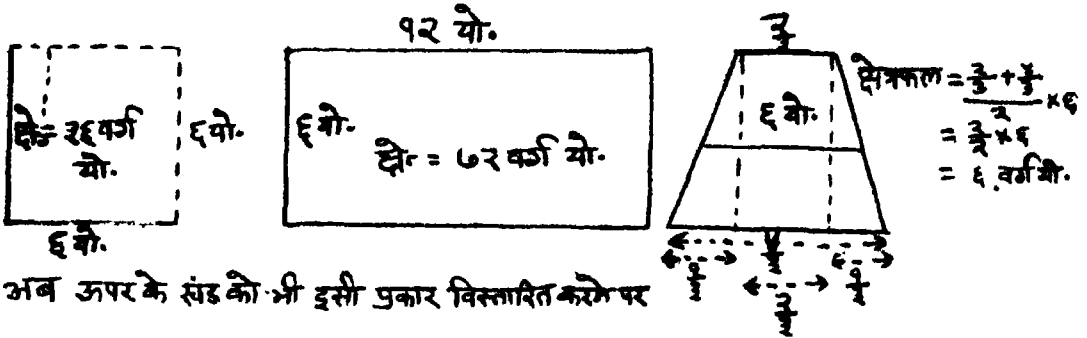 १२ यो.
क्षे. = ३६ वर्ग यो.
६ यो.
६ यो.
६ यो.
क्षे. = ७२ वर्ग यो.
६ यो.
क्षेत्रफल =
× ६
=
× ६
= ६ वर्ग यो.
अब ऊपर के खंड को भी इसी प्रकार विस्तारित करने पर